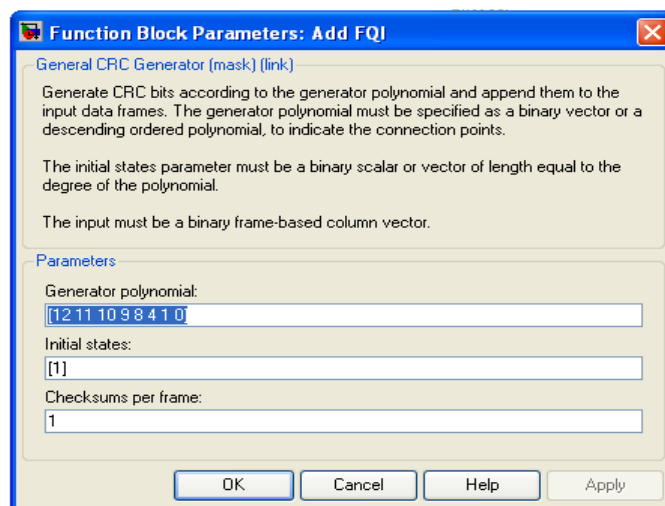 Function Block Parameters: Add FQI
General CRC Generator (mask) (link)
Generate CRC bits according to the generator polynomial and append them to the
input data frames. The generator polynomial must be specified as a binary vector or a
descending ordered polynomial, to indicate the connection points.
The initial states parameter must be a binary scalar or vector of length equal to the
degree of the polynomial.
The input must be a binary frame-based column vector.
Parameters
Generator polynomial:
[12 11 10 9 8 4 1 0]
Initial states:
[1]
Checksums per frame:
1
OK Cancel Help Apply